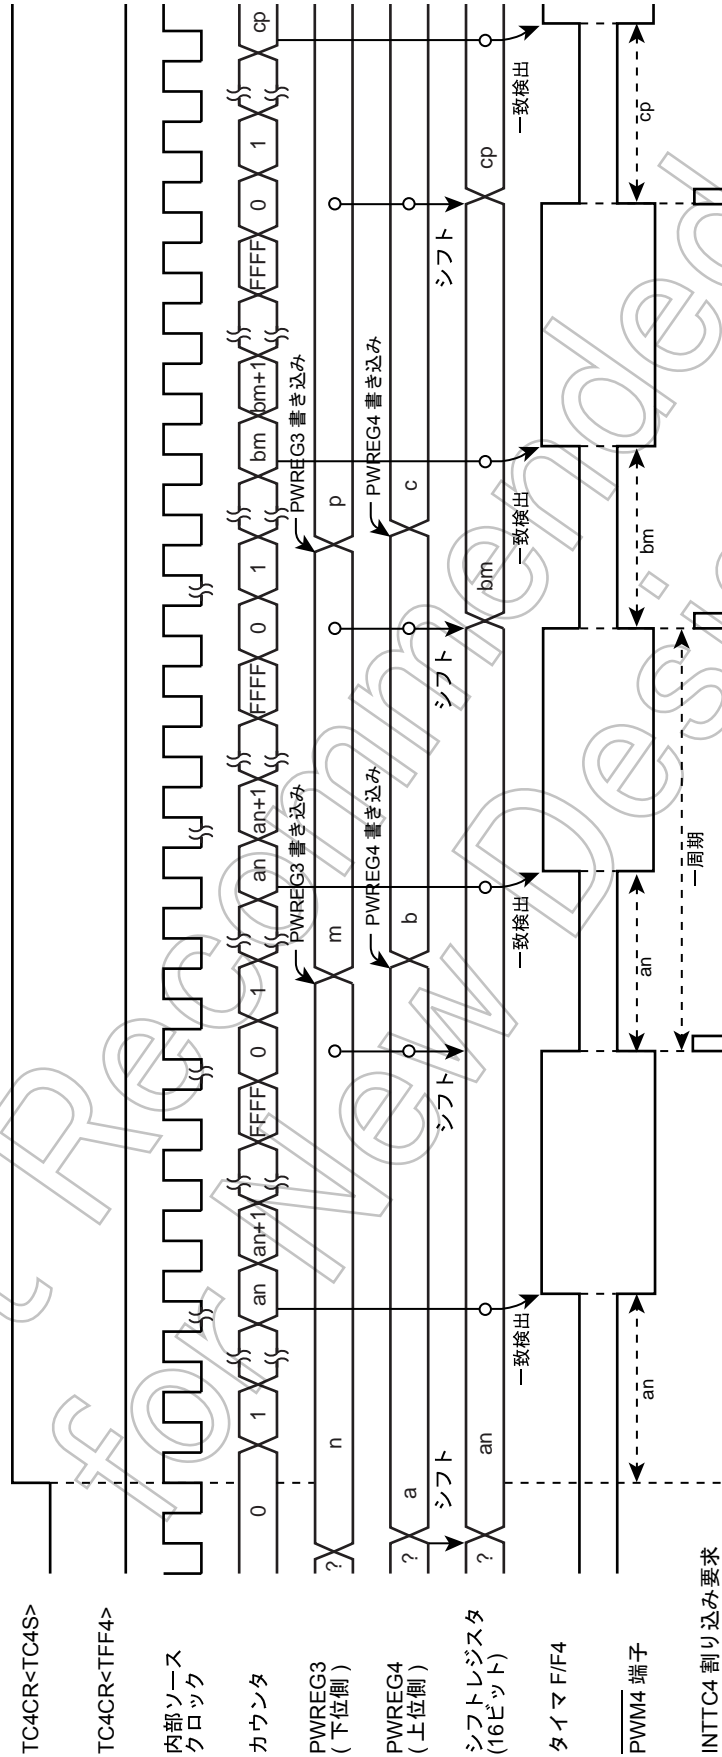 TC4CR<TC4S>
TC4CR<TFF4>
内部ソース
クロック
カウンタ
0
1
an
an+1
FFFF
0
1
an
an+1
FFFF
0
1
bm
bm+1
FFFF
0
1
cp
PWREG3
(下位側)
?
n
PWREG3 書き込み
m
PWREG3 書き込み
p
PWREG4
(上位側)
?
a
PWREG4 書き込み
b
PWREG4 書き込み
c
シフト
シフト
シフト
シフト
シフトレジスタ
(16ビット)
?
an
bm
cp
一致検出
一致検出
一致検出
一致検出
タイマ F/F4
PWM4 端子
an
an
bm
cp
一周期
INTTC4 割り込み要求
t Recommended
for New Desi